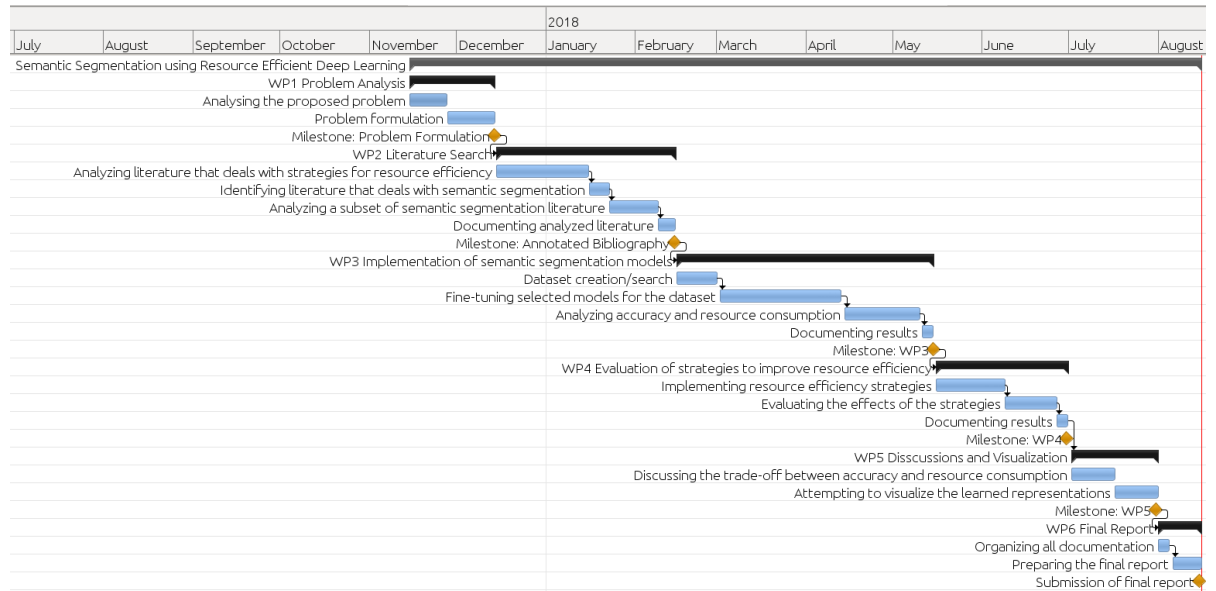 2018
July August September October November December January February March April May June July August
Semantic Segmentation using Resource Efficient Deep Learning
WP1 Problem Analysis
Analysing the proposed problem
Problem formulation
Milestone: Problem Formulation
WP2 Literature Search
Analyzing literature that deals with strategies for resource efficiency
Identifying literature that deals with semantic segmentation
Analyzing a subset of semantic segmentation literature
Documenting analyzed literature
Milestone: Annotated Bibliography
WP3 Implementation of semantic segmentation models
Dataset creation/search
Fine-tuning selected models for the dataset
Analyzing accuracy and resource consumption
Documenting results
Milestone: WP3
WP4 Evaluation of strategies to improve resource efficiency
Implementing resource efficiency strategies
Evaluating the effects of the strategies
Documenting results
Milestone: WP4
WP5 Disscussions and Visualization
Discussing the trade-off between accuracy and resource consumption
Attempting to visualize the learned representations
Milestone: WP5
WP6 Final Report
Organizing all documentation
Preparing the final report
Submission of final report